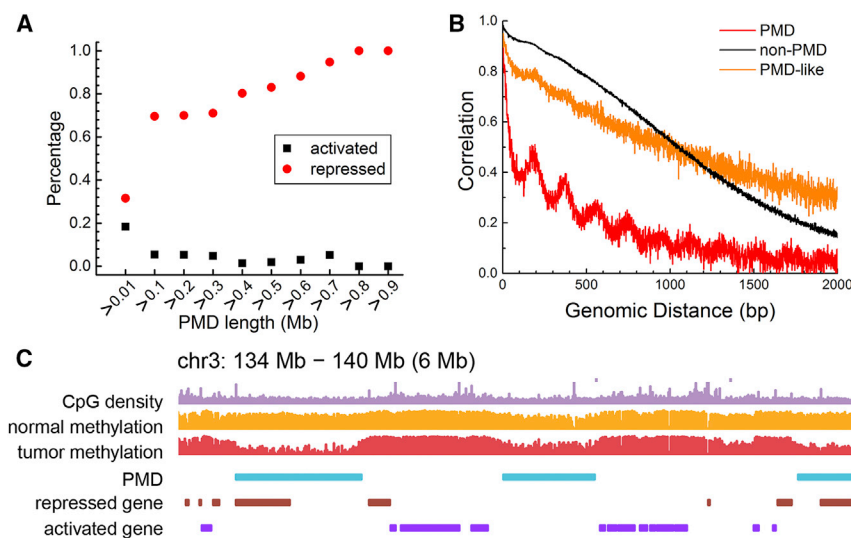 A
Percentage
1.0
0.8
0.6
0.4
0.2
0.0
activated
repressed
>0.01
>0.1
>0.2
>0.3
>0.4
>0.5
>0.6
>0.7
>0.8
>0.9
PMD length (Mb)
B
Correlation
1.0
0.8
0.6
0.4
0.2
0.0
PMD
non-PMD
PMD-like
0
500
1000
1500
2000
Genomic Distance (bp)
C
chr3: 134 Mb − 140 Mb (6 Mb)
CpG density
normal methylation
tumor methylation
PMD
repressed gene
activated gene